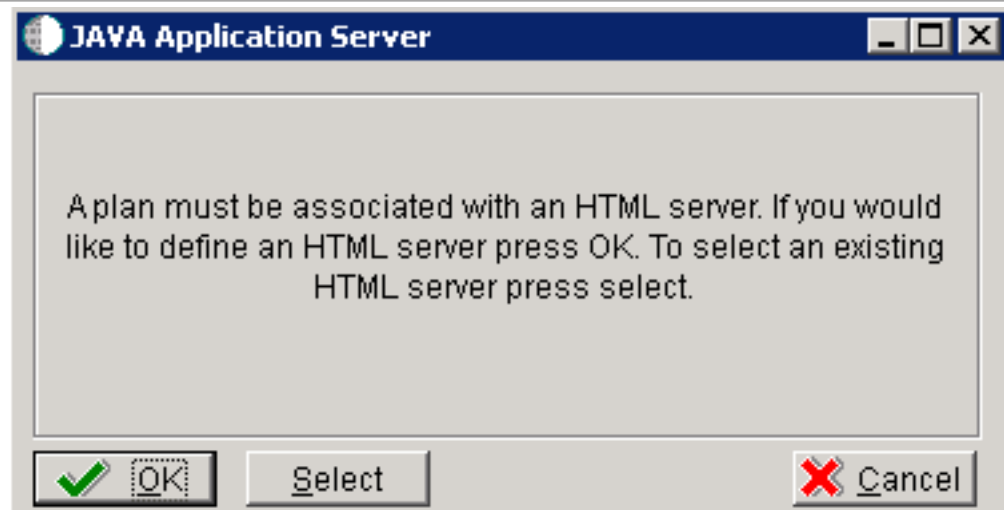 JAVA Application Server
A plan must be associated with an HTML server. If you would
like to define an HTML server press OK. To select an existing
HTML server press select.
OK Select Cancel